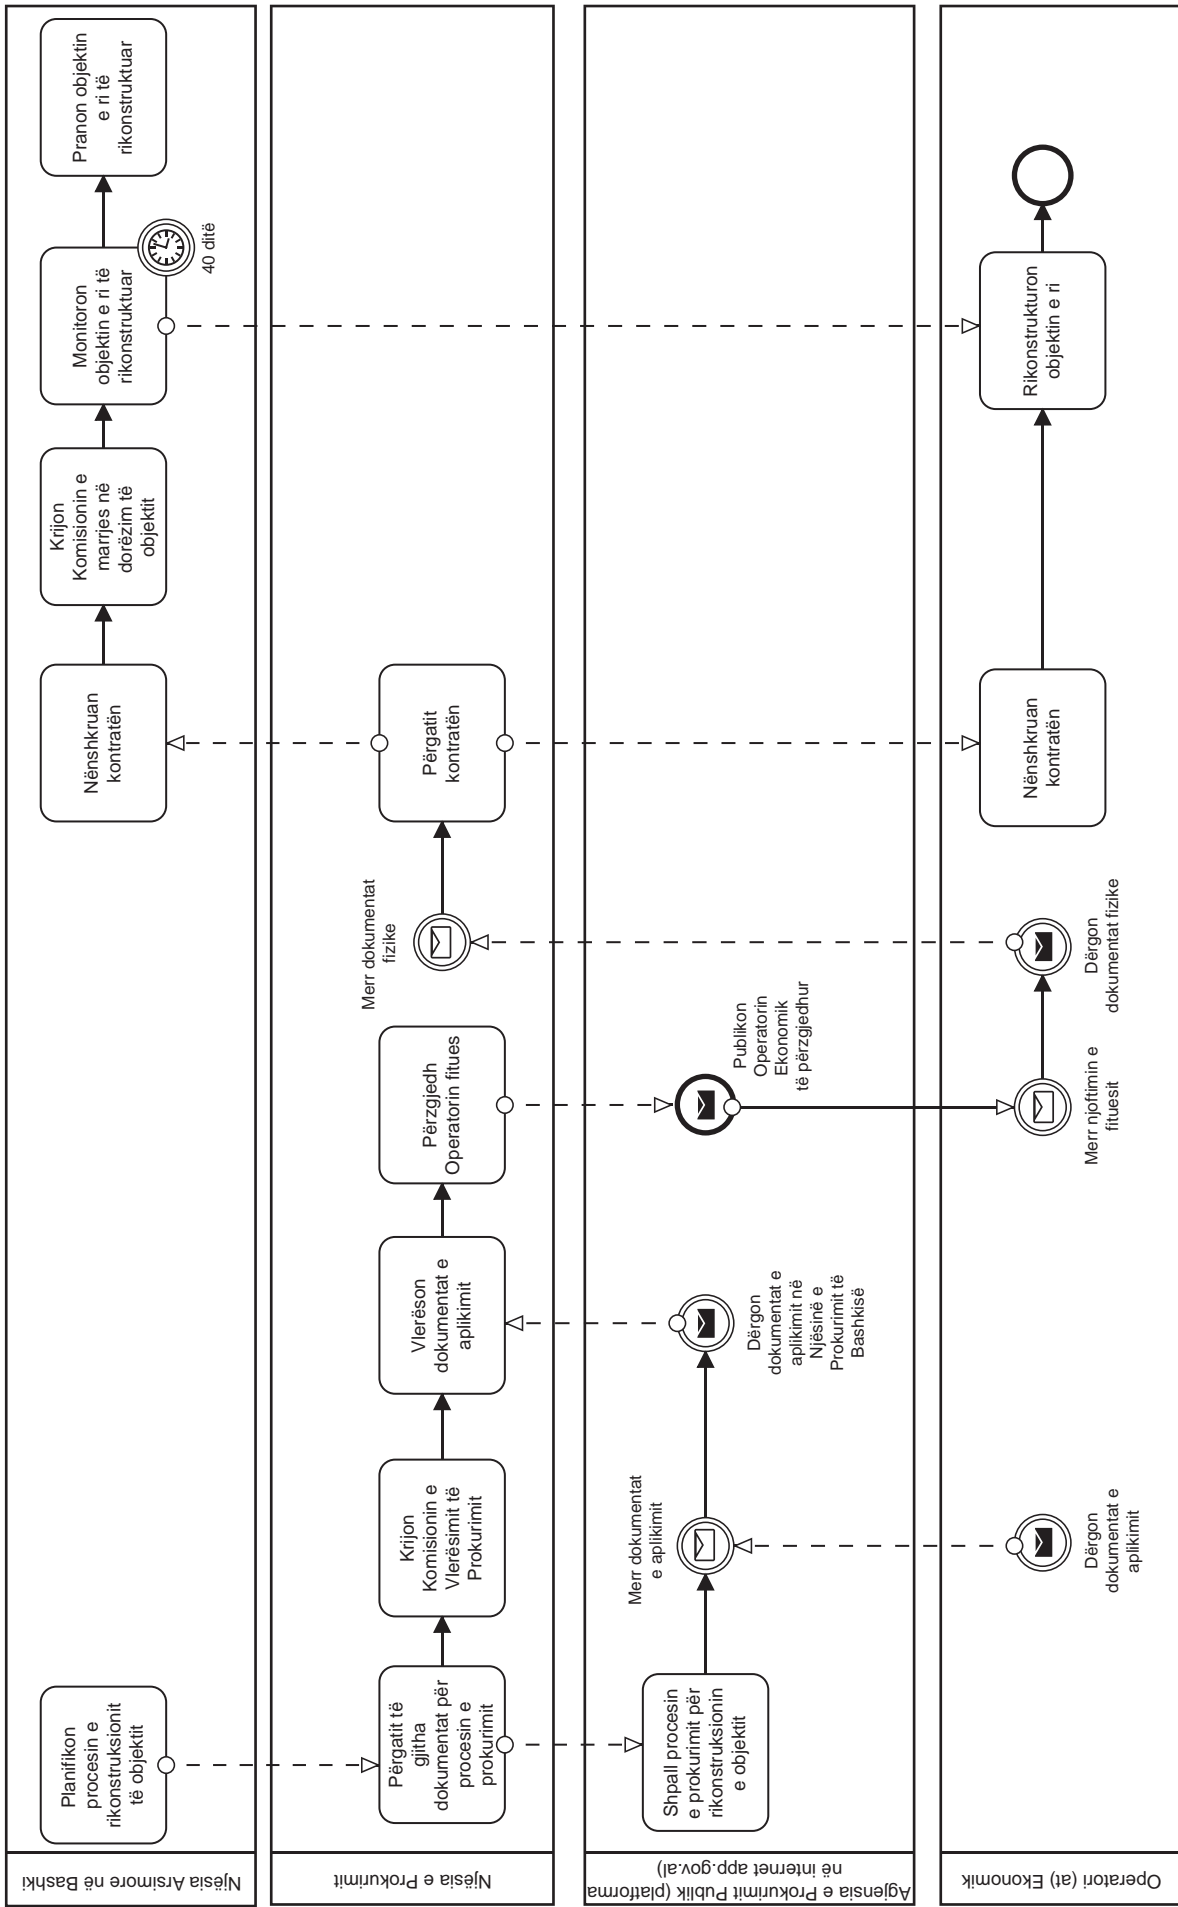 Njësia Arsimore në Bashki
Planifikon
procesin e
rikonstruksionit
të objektit
Nënshkruan
kontratën
Krijon
Komisionin e
marrjes në
dorëzim të
objektit
Monitoron
objektin e ri të
rikonstruktuar
40 ditë
Pranon objektin
e ri të
rikonstruktuar
Njësia e Prokurimit
Përgatit të
gjitha
dokumentat për
procesin e
prokurimit
Krijon
Komisionin e
Vlerësimit të
Prokurimit
Vlerëson
dokumentat e
aplikimit
Përzgjedh
Operatorin fitues
Merr dokumentat
fizike
Përgatit
kontratën
Agjensia e Prokurimit Publik (platforma
në internet app.gov.al)
Shpall procesin
e prokurimit për
rikonstruksionin
e objektit
Merr dokumentat
e aplikimit
Dërgon
dokumentat e
aplikimit në
Njësinë e
Prokurimit të
Bashkisë
Publikon
Operatorin
Ekonomik
të përzgjedhur
Operatori (at) Ekonomik
Dërgon
dokumentat e
aplikimit
Merr njoftimin e
fituesit
Dërgon
dokumentat fizike
Nënshkruan
kontratën
Rikonstrukturon
objektin e ri